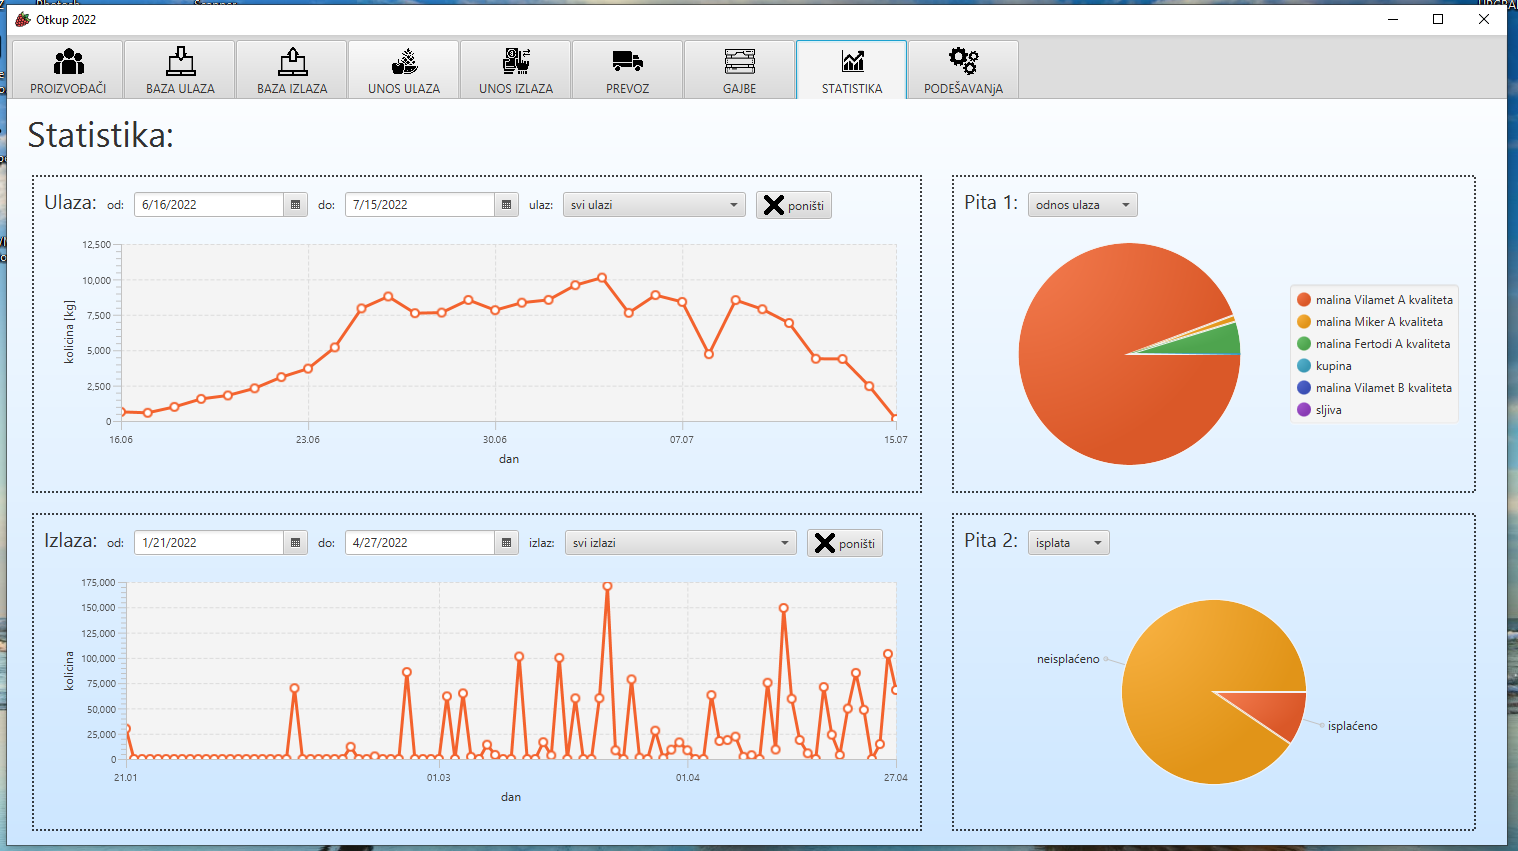 Otkup 2022
PROIZVOĐAČI
BAZA ULAZA
BAZA IZLAZA
UNOS ULAZA
UNOS IZLAZA
PREVOZ
GAJBE
STATISTIKA
PODEŠAVANjA
Statistika:
Ulaza: od: 6/16/2022 do: 7/15/2022 ulaz: svi ulazi poništi
12,500
10,000
7,500
5,000
2,500
0
kolicina [kg]
16.06 23.06 30.06 07.07 15.07
dan
Pita 1: odnos ulaza
malina Vilamet A kvaliteta
malina Miker A kvaliteta
malina Fertodi A kvaliteta
kupina
malina Vilamet B kvaliteta
sljiva
Izlaza: od: 1/21/2022 do: 4/27/2022 izlaz: svi izlazi poništi
175,000
150,000
125,000
100,000
75,000
50,000
25,000
0
kolicina
21.01 01.03 01.04 27.04
dan
Pita 2: isplata
neisplaćeno
isplaćeno